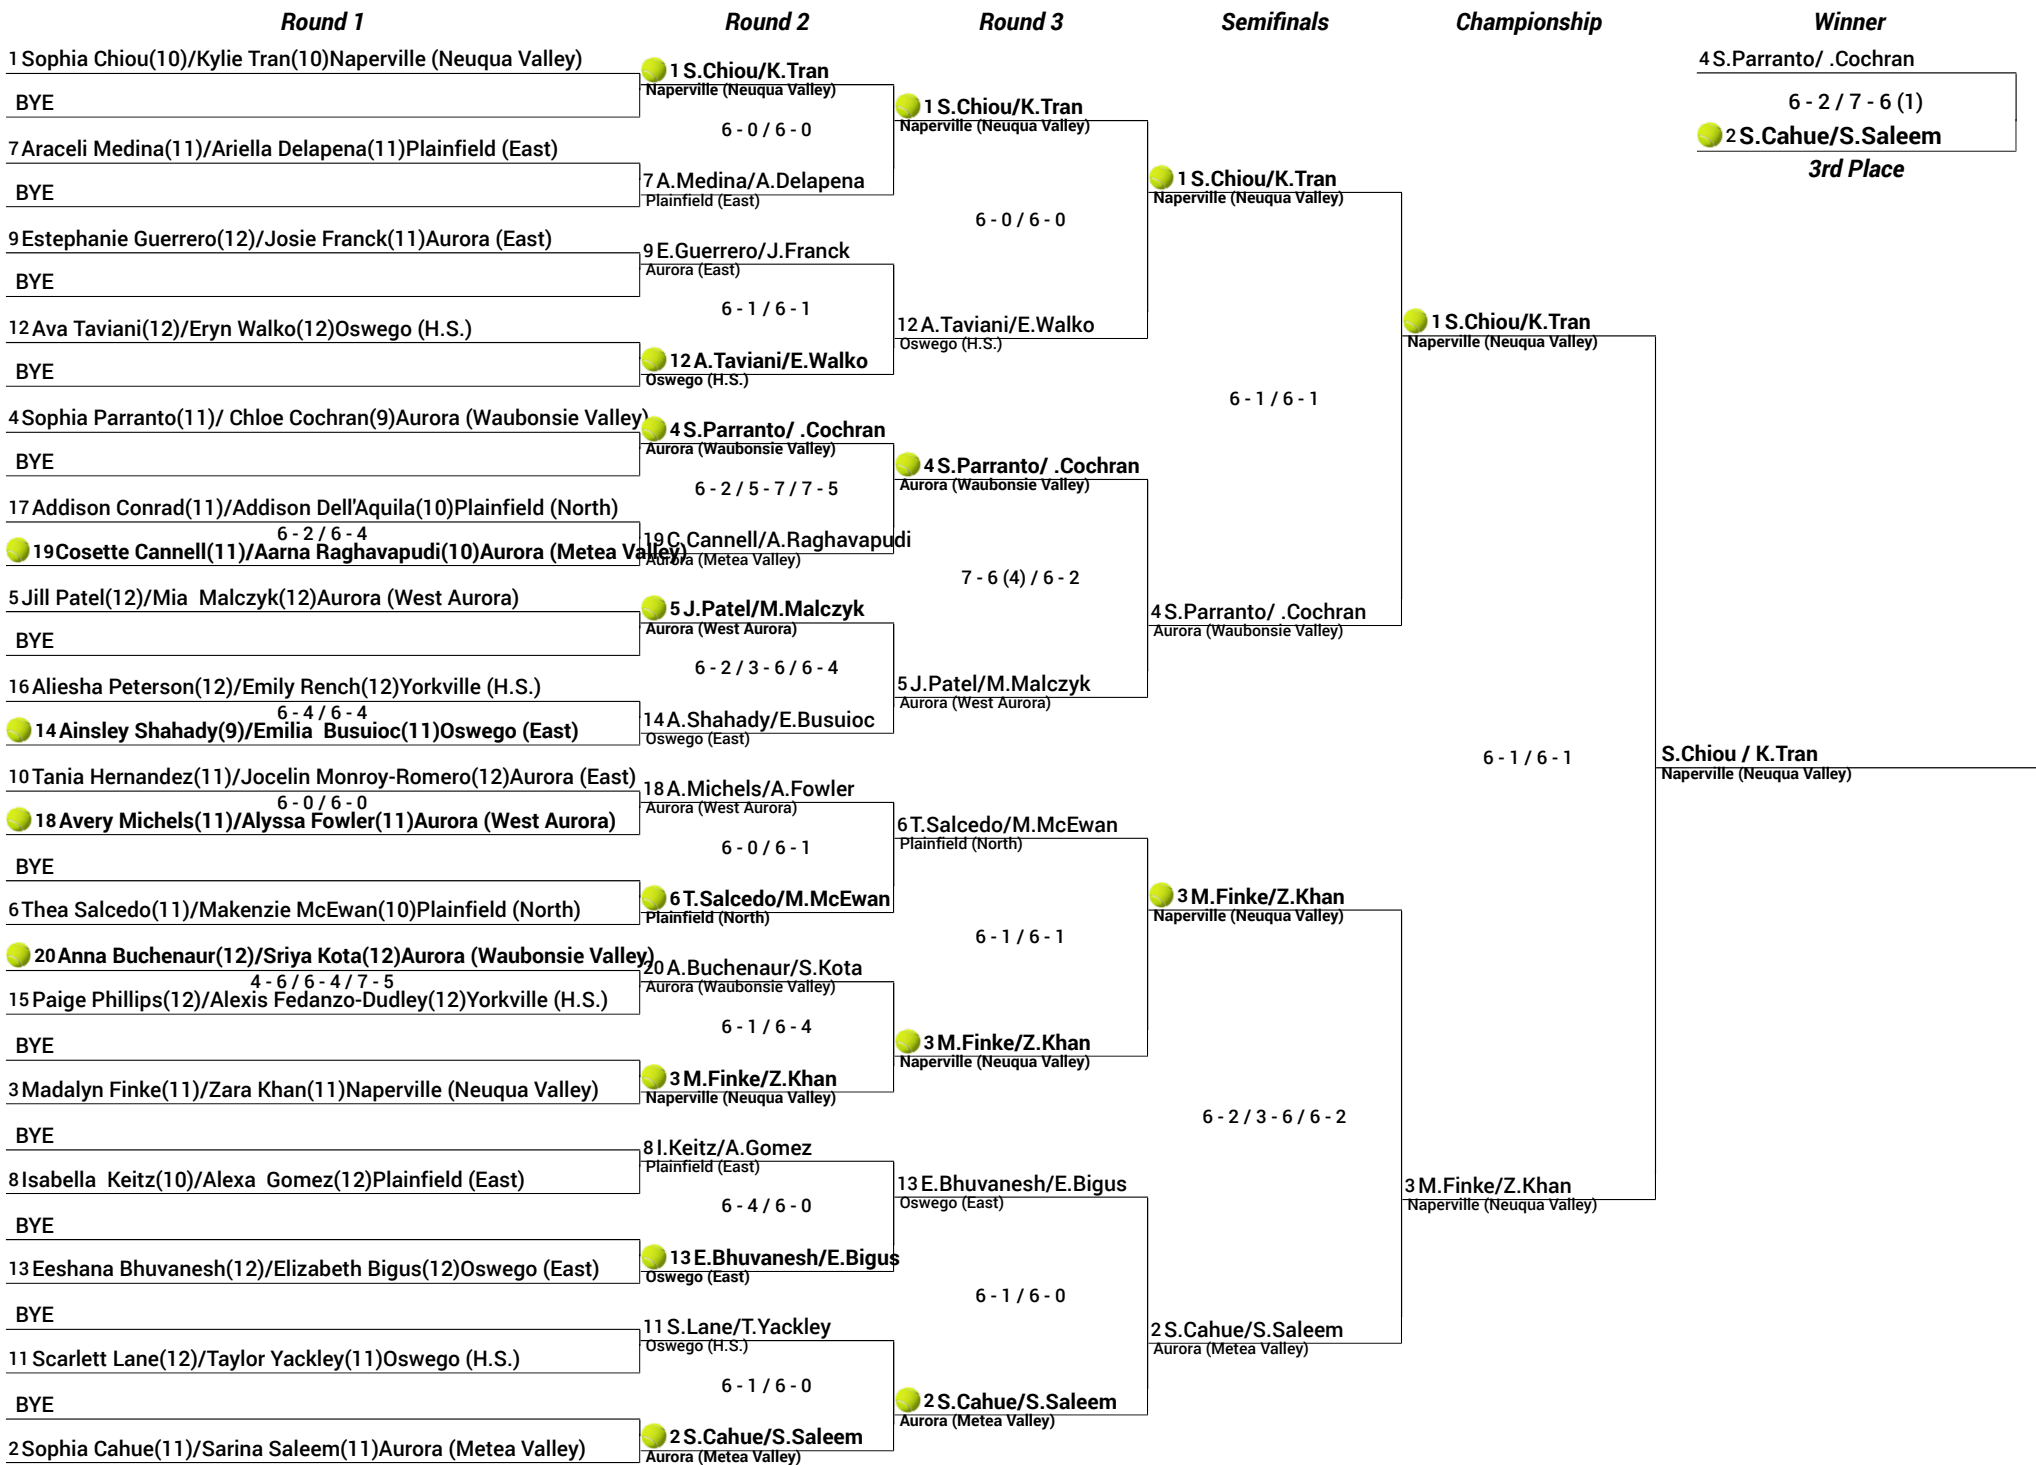 Round 1
Round 2
Round 3
Semifinals
Championship
Winner
1 Sophia Chiou(10)/Kylie Tran(10)Naperville (Neuqua Valley)
BYE
7 Araceli Medina(11)/Ariella Delapena(11)Plainfield (East)
BYE
9 Estephanie Guerrero(12)/Josie Franck(11)Aurora (East)
BYE
12 Ava Taviani(12)/Eryn Walko(12)Oswego (H.S.)
BYE
4 Sophia Parranto(11)/ Chloe Cochran(9)Aurora (Waubonsie Valley)
BYE
17 Addison Conrad(11)/Addison Dell'Aquila(10)Plainfield (North)
6 - 2 / 6 - 4
19 Cosette Cannell(11)/Aarna Raghavapudi(10)Aurora (Metea Valley)
5 Jill Patel(12)/Mia  Malczyk(12)Aurora (West Aurora)
BYE
16 Aliesha Peterson(12)/Emily Rench(12)Yorkville (H.S.)
6 - 4 / 6 - 4
14 Ainsley Shahady(9)/Emilia  Busuioc(11)Oswego (East)
10 Tania Hernandez(11)/Jocelin Monroy-Romero(12)Aurora (East)
6 - 0 / 6 - 0
18 Avery Michels(11)/Alyssa Fowler(11)Aurora (West Aurora)
BYE
6 Thea Salcedo(11)/Makenzie McEwan(10)Plainfield (North)
20 Anna Buchenaur(12)/Sriya Kota(12)Aurora (Waubonsie Valley)
4 - 6 / 6 - 4 / 7 - 5
15 Paige Phillips(12)/Alexis Fedanzo-Dudley(12)Yorkville (H.S.)
BYE
3 Madalyn Finke(11)/Zara Khan(11)Naperville (Neuqua Valley)
BYE
8 Isabella  Keitz(10)/Alexa  Gomez(12)Plainfield (East)
BYE
13 Eeshana Bhuvanesh(12)/Elizabeth Bigus(12)Oswego (East)
BYE
11 Scarlett Lane(12)/Taylor Yackley(11)Oswego (H.S.)
BYE
2 Sophia Cahue(11)/Sarina Saleem(11)Aurora (Metea Valley)
1 S.Chiou/K.Tran
Naperville (Neuqua Valley)
6 - 0 / 6 - 0
7 A.Medina/A.Delapena
Plainfield (East)
9 E.Guerrero/J.Franck
Aurora (East)
6 - 1 / 6 - 1
12 A.Taviani/E.Walko
Oswego (H.S.)
4 S.Parranto/ .Cochran
Aurora (Waubonsie Valley)
6 - 2 / 5 - 7 / 7 - 5
19 C.Cannell/A.Raghavapudi
Aurora (Metea Valley)
5 J.Patel/M.Malczyk
Aurora (West Aurora)
6 - 2 / 3 - 6 / 6 - 4
14 A.Shahady/E.Busuioc
Oswego (East)
18 A.Michels/A.Fowler
Aurora (West Aurora)
6 - 0 / 6 - 1
6 T.Salcedo/M.McEwan
Plainfield (North)
20 A.Buchenaur/S.Kota
Aurora (Waubonsie Valley)
6 - 1 / 6 - 4
3 M.Finke/Z.Khan
Naperville (Neuqua Valley)
8 I.Keitz/A.Gomez
Plainfield (East)
6 - 4 / 6 - 0
13 E.Bhuvanesh/E.Bigus
Oswego (East)
11 S.Lane/T.Yackley
Oswego (H.S.)
6 - 1 / 6 - 0
2 S.Cahue/S.Saleem
Aurora (Metea Valley)
1 S.Chiou/K.Tran
Naperville (Neuqua Valley)
6 - 0 / 6 - 0
12 A.Taviani/E.Walko
Oswego (H.S.)
4 S.Parranto/ .Cochran
Aurora (Waubonsie Valley)
7 - 6 (4) / 6 - 2
5 J.Patel/M.Malczyk
Aurora (West Aurora)
6 T.Salcedo/M.McEwan
Plainfield (North)
6 - 1 / 6 - 1
3 M.Finke/Z.Khan
Naperville (Neuqua Valley)
13 E.Bhuvanesh/E.Bigus
Oswego (East)
6 - 1 / 6 - 0
2 S.Cahue/S.Saleem
Aurora (Metea Valley)
1 S.Chiou/K.Tran
Naperville (Neuqua Valley)
6 - 1 / 6 - 1
4 S.Parranto/ .Cochran
Aurora (Waubonsie Valley)
3 M.Finke/Z.Khan
Naperville (Neuqua Valley)
6 - 2 / 3 - 6 / 6 - 2
2 S.Cahue/S.Saleem
Aurora (Metea Valley)
1 S.Chiou/K.Tran
Naperville (Neuqua Valley)
6 - 1 / 6 - 1
3 M.Finke/Z.Khan
Naperville (Neuqua Valley)
4 S.Parranto/ .Cochran
6 - 2 / 7 - 6 (1)
2 S.Cahue/S.Saleem
3rd Place
S.Chiou / K.Tran
Naperville (Neuqua Valley)